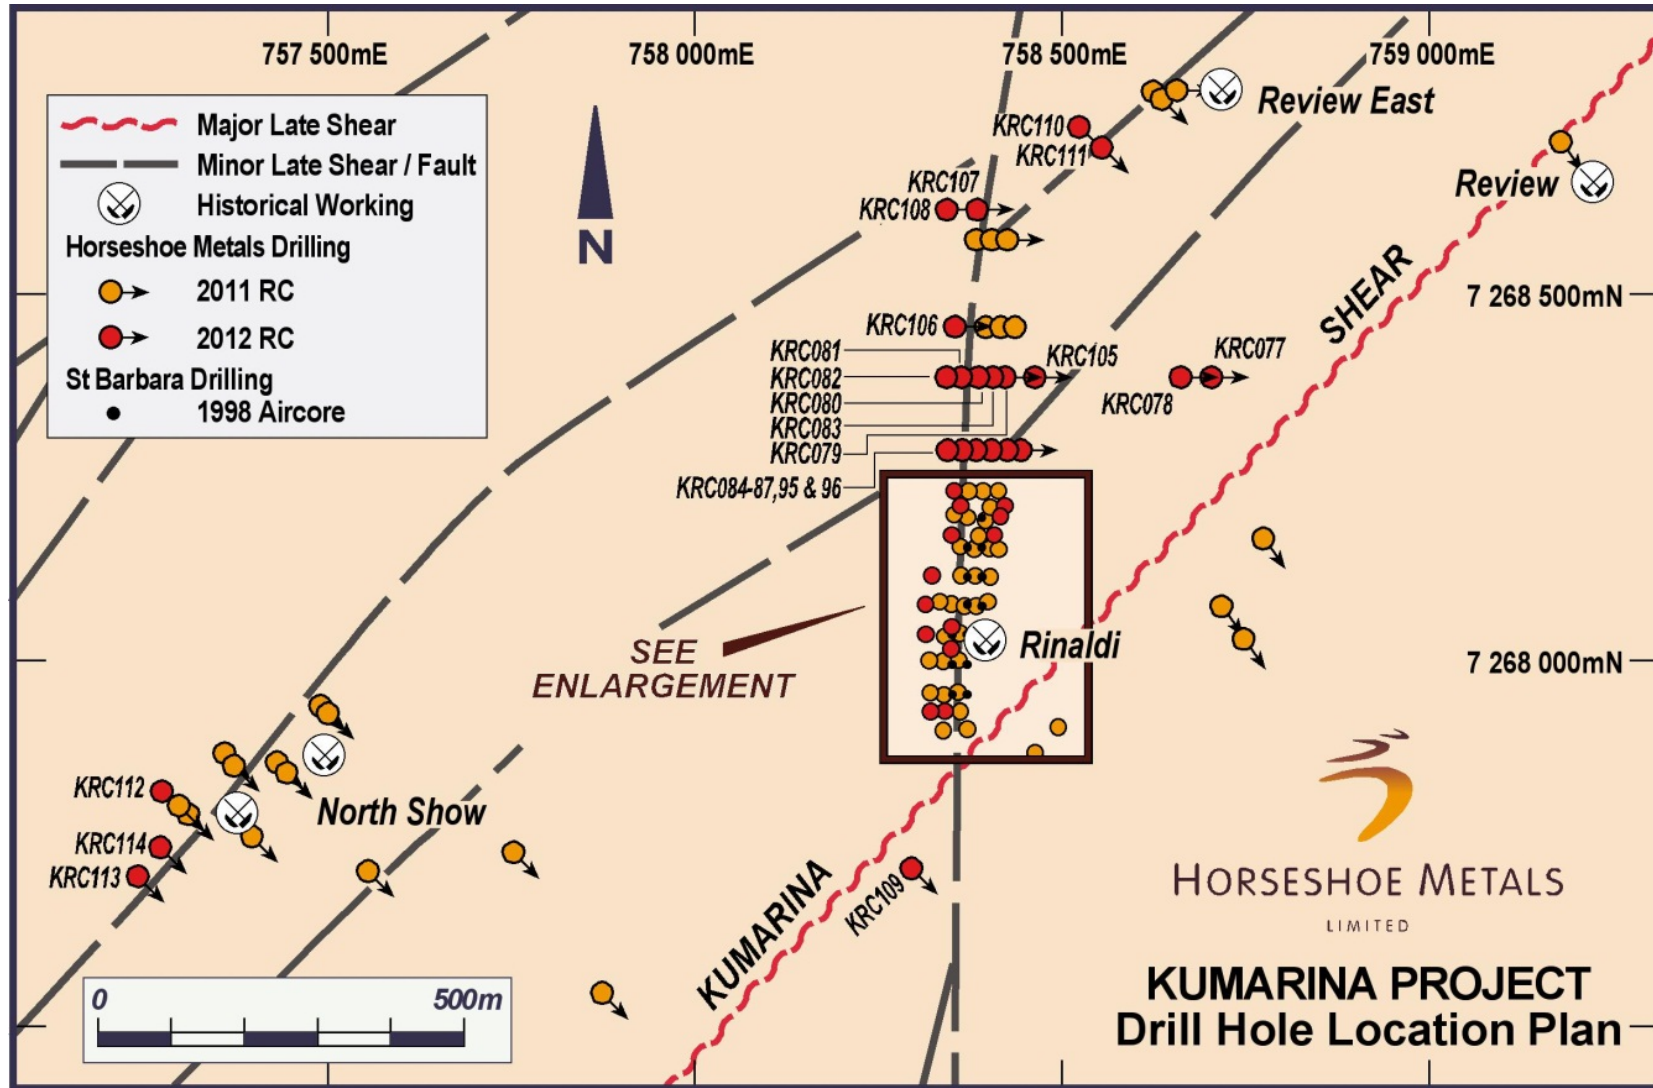 757 500mE
758 000mE
758 500mE
759 000mE
Major Late Shear
Minor Late Shear / Fault
Historical Working
Horseshoe Metals Drilling
2011 RC
2012 RC
St Barbara Drilling
1998 Aircore
N
Review East
KRC110
KRC111
Review
KRC107
KRC108
7 268 500mN
SHEAR
KRC106
KRC081
KRC082
KRC080
KRC083
KRC079
KRC084-87,95 & 96
KRC105
KRC077
KRC078
SEE
ENLARGEMENT
Rinaldi
7 268 000mN
North Show
KRC112
KRC114
KRC113
KRC109
KUMARINA
0
500m
HORSESHOE METALS
LIMITED
KUMARINA PROJECT
Drill Hole Location Plan